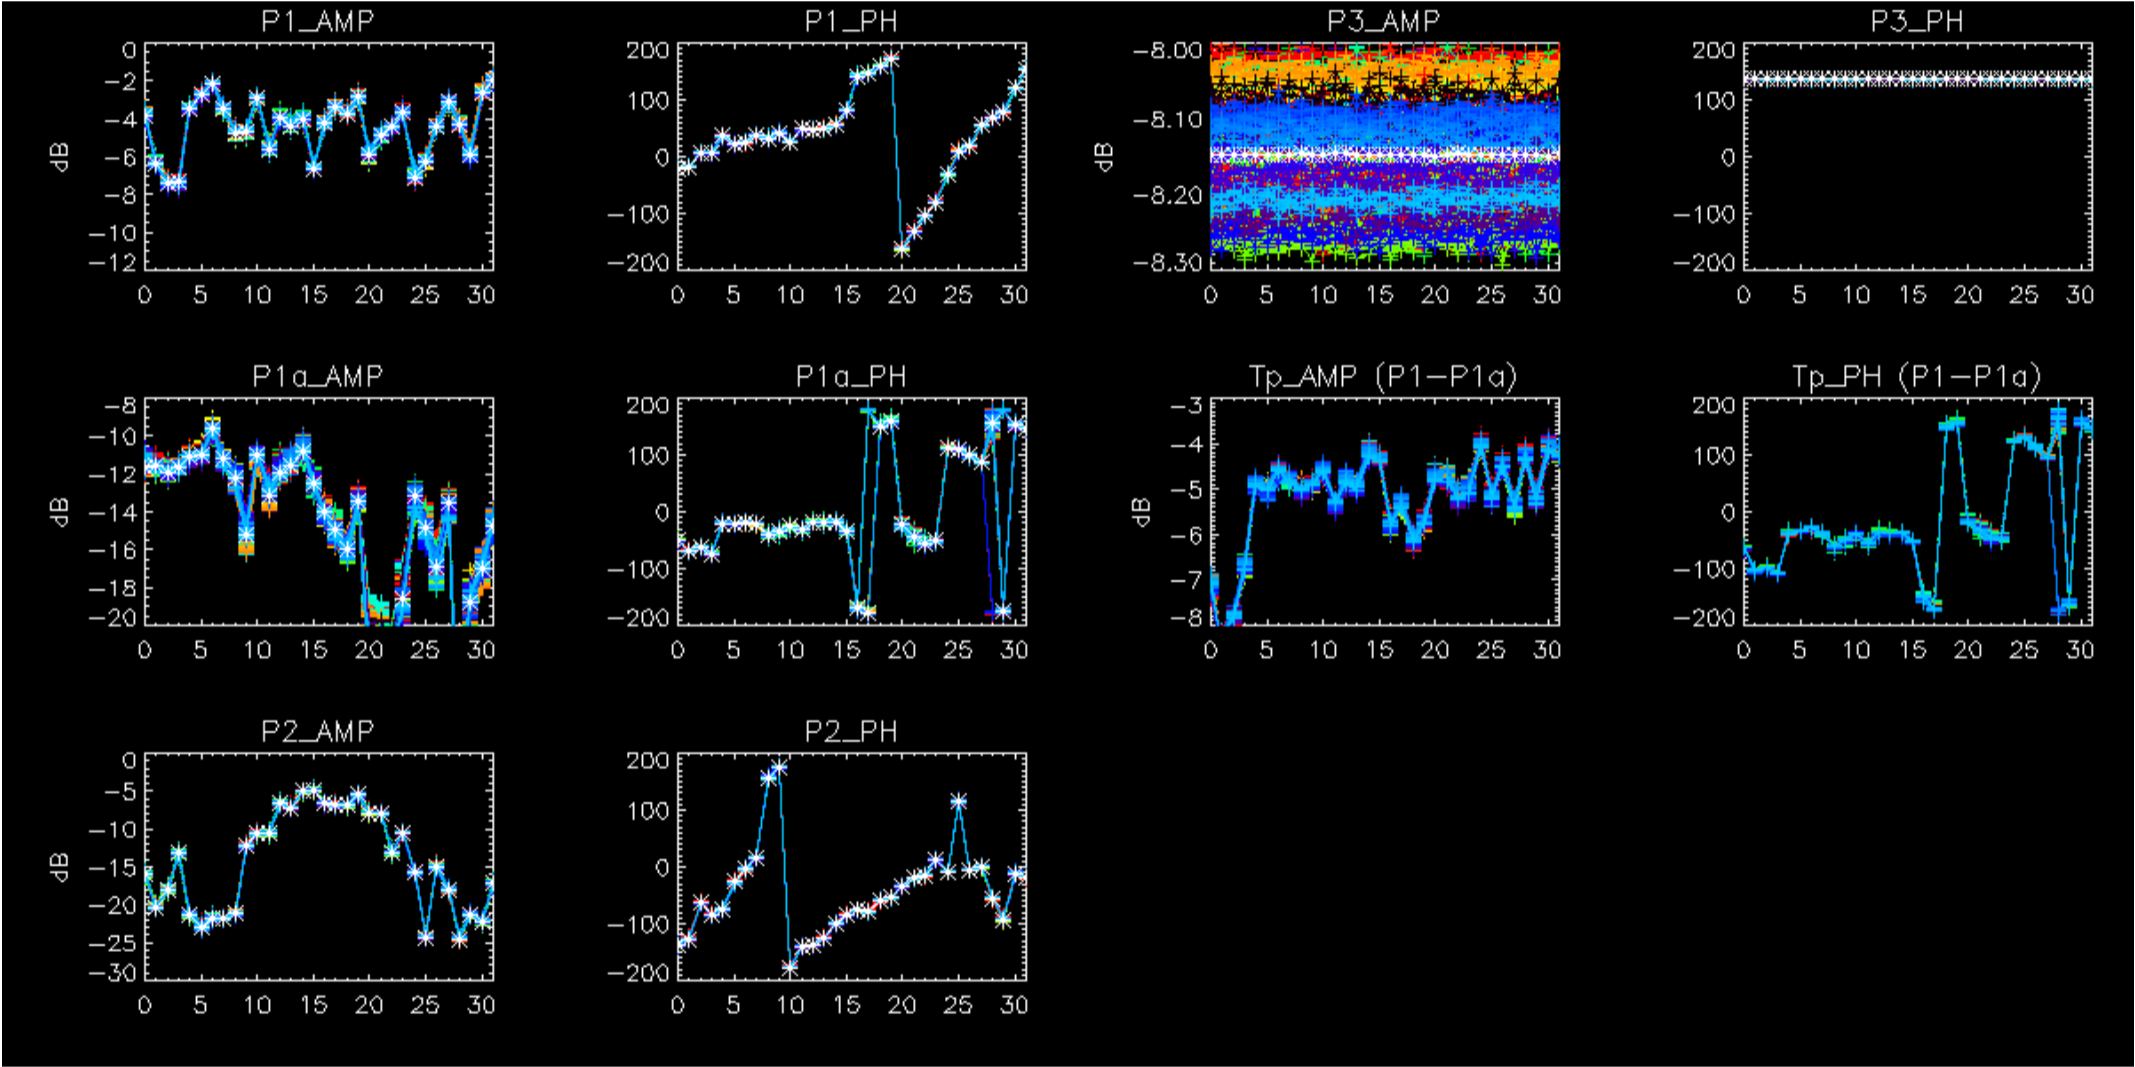 P1_AMP
0
−2
−4
−6
−8
−10
−12
dB
0 5 10 15 20 25 30
P1_PH
200
100
0
−100
−200
0 5 10 15 20 25 30
P3_AMP
−8.00
−8.10
−8.20
−8.30
dB
0 5 10 15 20 25 30
P3_PH
200
100
0
−100
−200
0 5 10 15 20 25 30
P1a_AMP
−8
−10
−12
−14
−16
−18
−20
dB
0 5 10 15 20 25 30
P1a_PH
200
100
0
−100
−200
0 5 10 15 20 25 30
Tp_AMP (P1−P1a)
−3
−4
−5
−6
−7
−8
dB
0 5 10 15 20 25 30
Tp_PH (P1−P1a)
200
100
0
−100
−200
0 5 10 15 20 25 30
P2_AMP
0
−5
−10
−15
−20
−25
−30
dB
0 5 10 15 20 25 30
P2_PH
200
100
0
−100
−200
0 5 10 15 20 25 30